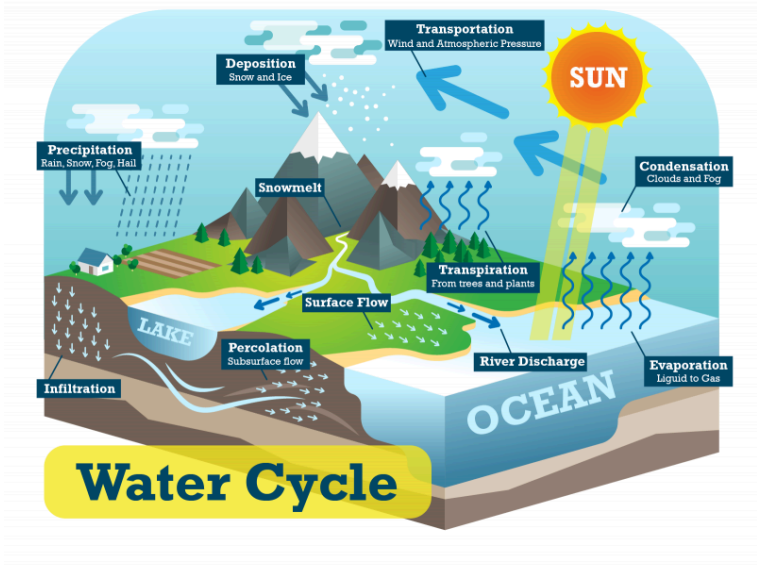 Transportation
Wind and Atmospheric Pressure
Deposition
Snow and Ice
SUN
Precipitation
Rain, Snow, Fog, Hail
Condensation
Clouds and Fog
Snowmelt
Transpiration
From trees and plants
Surface Flow
LAKE
Percolation
Subsurface flow
River Discharge
Evaporation
Liguid to Gas
Infiltration
OCEAN
Water Cycle